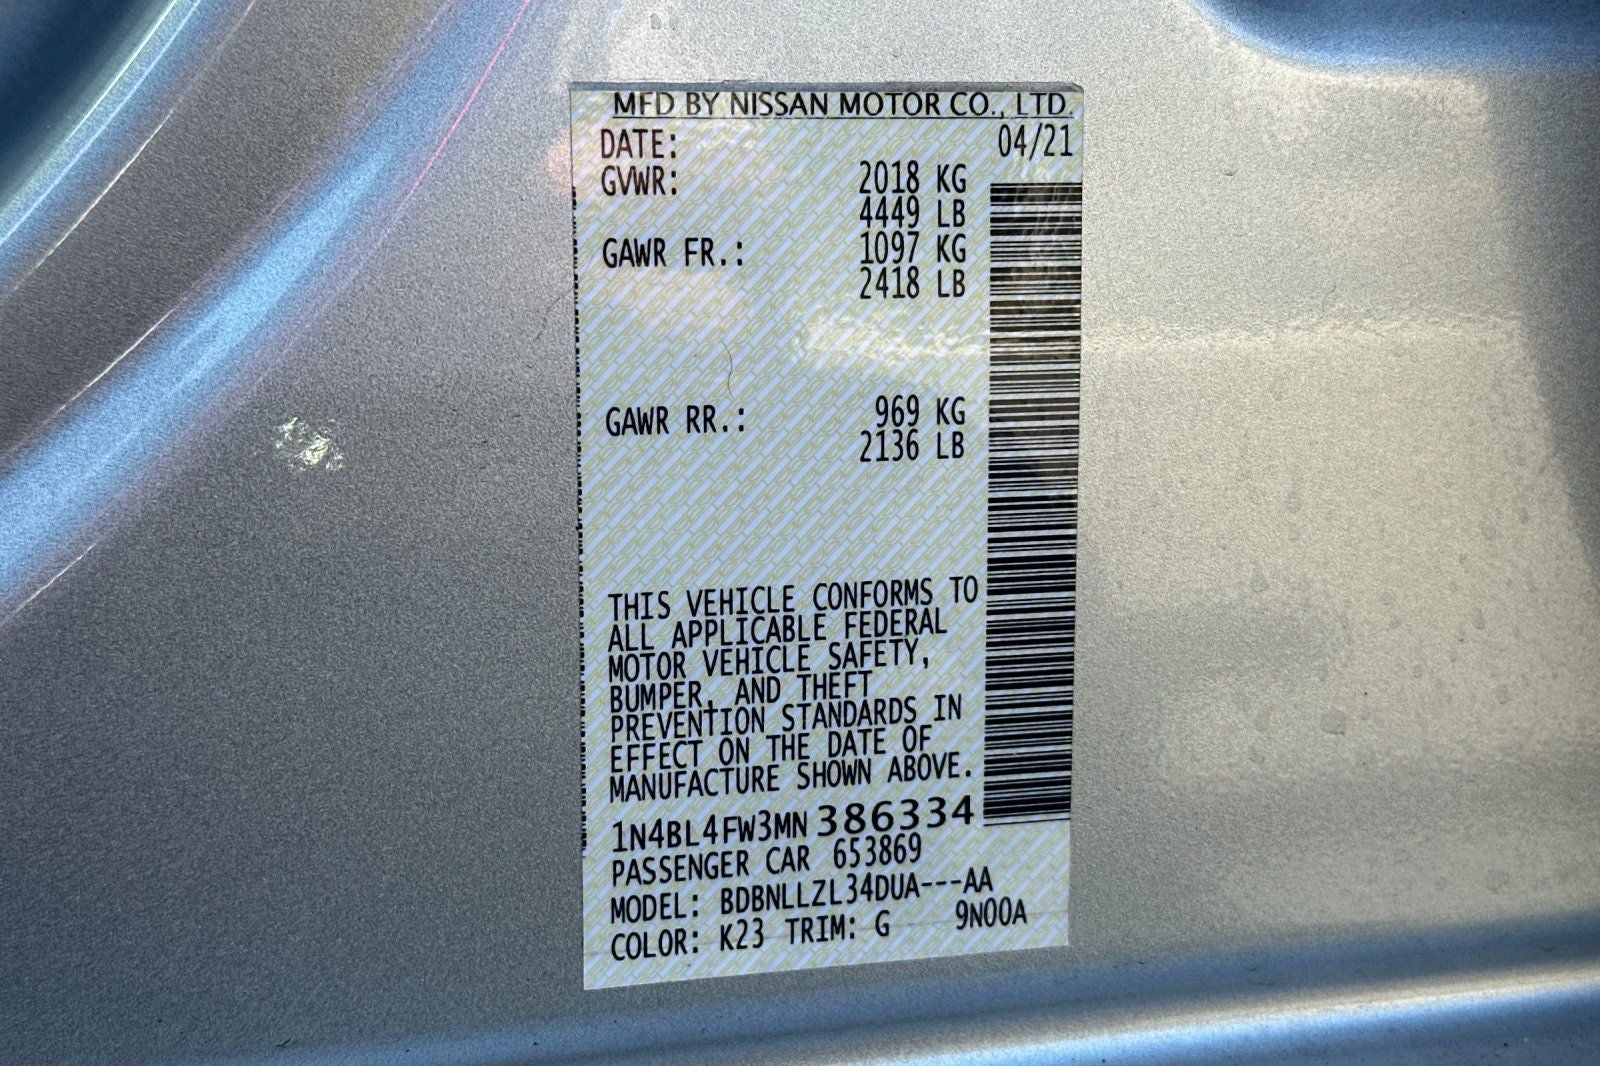 MFD BY NISSAN MOTOR CO., LTD.
DATE: 04/21
GVWR: 2018 KG
4449 LB
GAWR FR.: 1097 KG
2418 LB
GAWR RR.: 969 KG
2136 LB
THIS VEHICLE CONFORMS TO
ALL APPLICABLE FEDERAL
MOTOR VEHICLE SAFETY,
BUMPER, AND THEFT
PREVENTION STANDARDS IN
EFFECT ON THE DATE OF
MANUFACTURE SHOWN ABOVE.
1N4BL4FW3MN386334
PASSENGER CAR 653869
MODEL: BDBNLLZL34DUA---AA
COLOR: K23 TRIM: G 9N00A